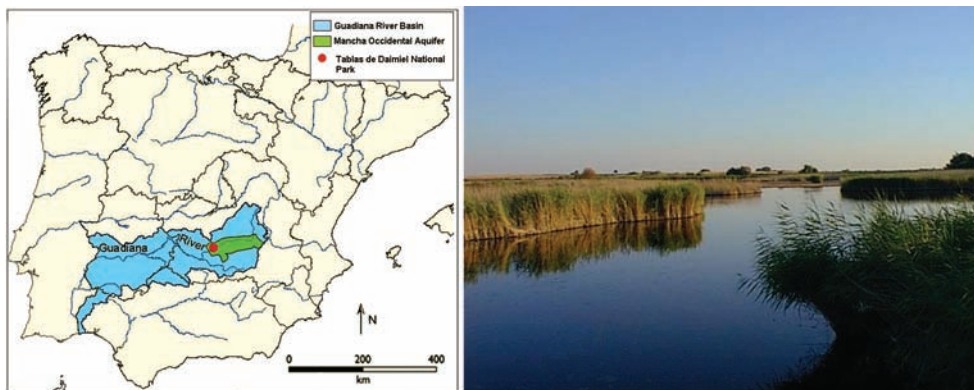 Guadiana River Basin
Mancha Occidental Aquifer
Tablas de Daimiel National
Park
Guadiana River
N
0 200 400
km